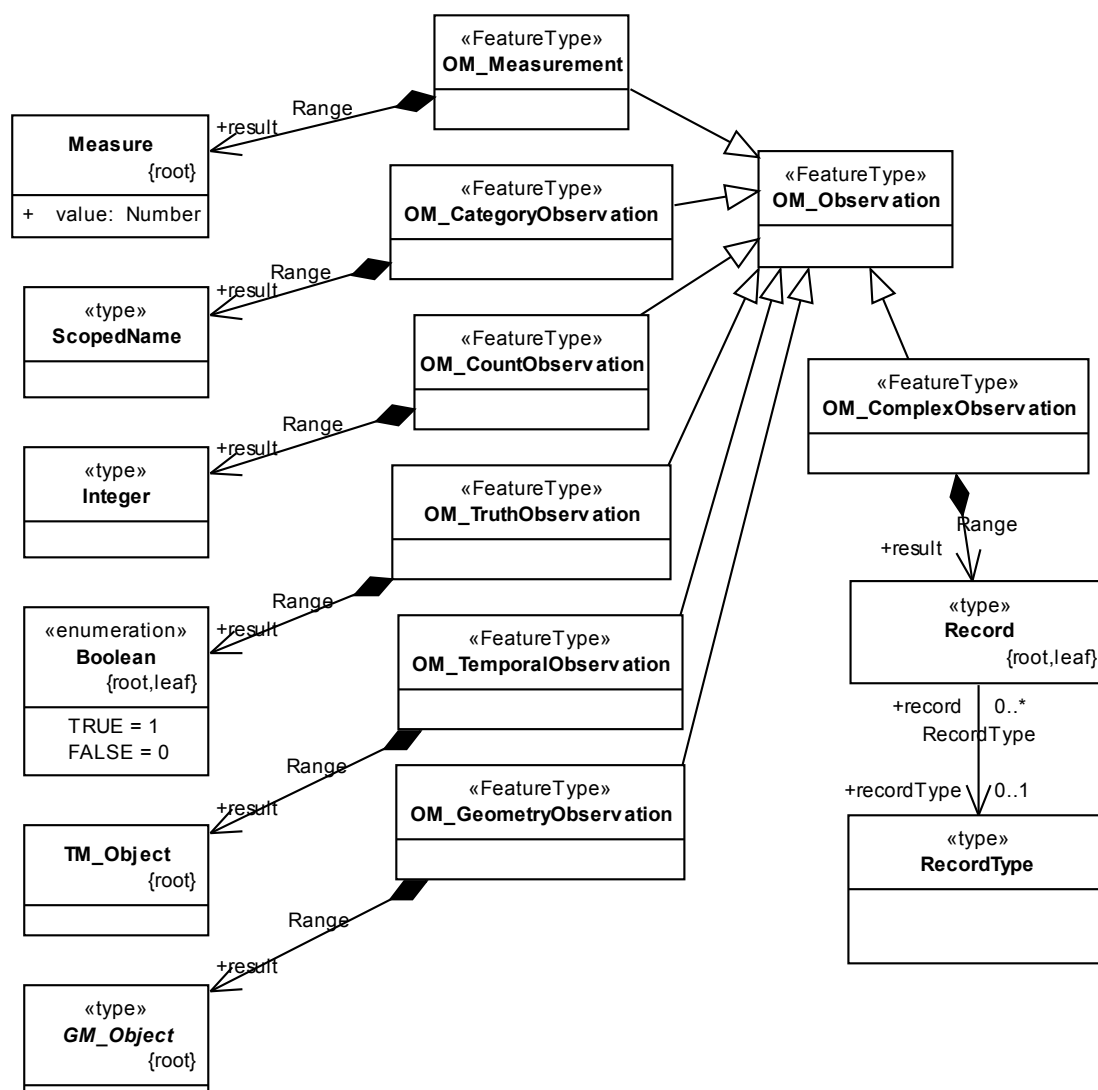 «FeatureType»
OM_Measurement
Range
+result
Measure
{root}
+ value: Number
«FeatureType»
OM_Observation
«FeatureType»
OM_CategoryObservation
Range
+result
«type»
ScopedName
«FeatureType»
OM_CountObservation
Range
+result
«type»
Integer
«FeatureType»
OM_ComplexObservation
Range
+result
«FeatureType»
OM_TruthObservation
Range
+result
«enumeration»
Boolean
{root,leaf}
TRUE = 1
FALSE = 0
«type»
Record
{root,leaf}
+record 0..*
RecordType
+recordType 0..1
«type»
RecordType
«FeatureType»
OM_TemporalObservation
Range
+result
TM_Object
{root}
«FeatureType»
OM_GeometryObservation
Range
+result
«type»
GM_Object
{root}